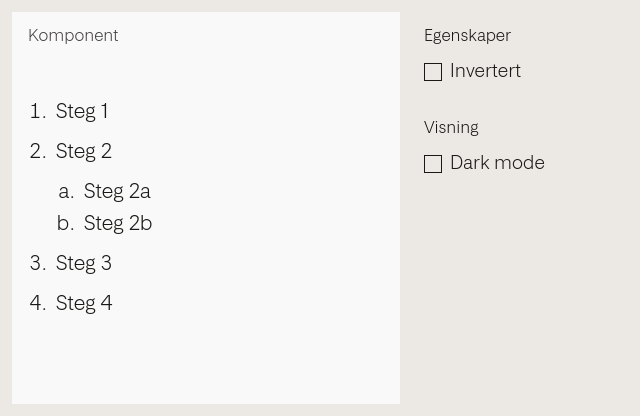 Komponent
1. Steg 1
2. Steg 2
a. Steg 2a
b. Steg 2b
3. Steg 3
4. Steg 4
Egenskaper
Invertert
Visning
Dark mode